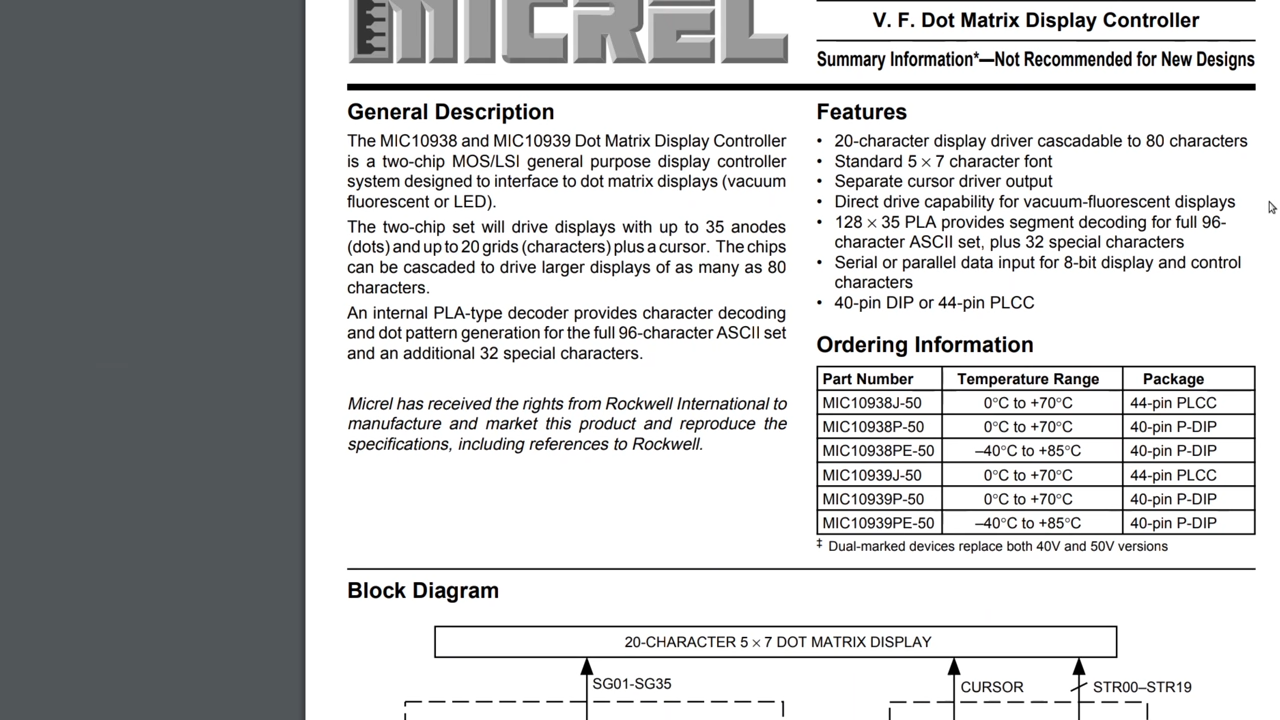 MICREL
V. F. Dot Matrix Display Controller
Summary Information*—Not Recommended for New Designs
General Description
The MIC10938 and MIC10939 Dot Matrix Display Controller
is a two-chip MOS/LSI general purpose display controller
system designed to interface to dot matrix displays (vacuum
fluorescent or LED).
The two-chip set will drive displays with up to 35 anodes
(dots) and up to 20 grids (characters) plus a cursor. The chips
can be cascaded to drive larger displays of as many as 80
characters.
An internal PLA-type decoder provides character decoding
and dot pattern generation for the full 96-character ASCII set
and an additional 32 special characters.
Micrel has received the rights from Rockwell International to
manufacture and market this product and reproduce the
specifications, including references to Rockwell.
Features
• 20-character display driver cascadable to 80 characters
• Standard 5 × 7 character font
• Separate cursor driver output
• Direct drive capability for vacuum-fluorescent displays
• 128 × 35 PLA provides segment decoding for full 96-
character ASCII set, plus 32 special characters
• Serial or parallel data input for 8-bit display and control
characters
• 40-pin DIP or 44-pin PLCC
Ordering Information
Part Number Temperature Range Package
MIC10938J-50 0°C to +70°C 44-pin PLCC
MIC10938P-50 0°C to +70°C 40-pin P-DIP
MIC10938PE-50 –40°C to +85°C 40-pin P-DIP
MIC10939J-50 0°C to +70°C 44-pin PLCC
MIC10939P-50 0°C to +70°C 40-pin P-DIP
MIC10939PE-50 –40°C to +85°C 40-pin P-DIP
‡ Dual-marked devices replace both 40V and 50V versions
Block Diagram
20-CHARACTER 5 × 7 DOT MATRIX DISPLAY
SG01-SG35
CURSOR
STR00–STR19